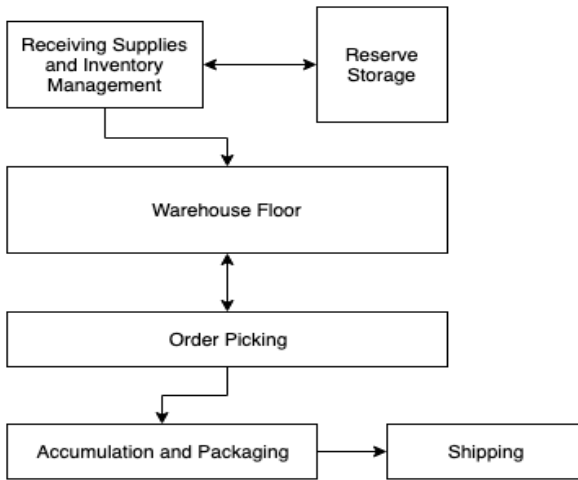 Receiving Supplies
and Inventory
Management
Reserve
Storage
Warehouse Floor
Order Picking
Accumulation and Packaging
Shipping